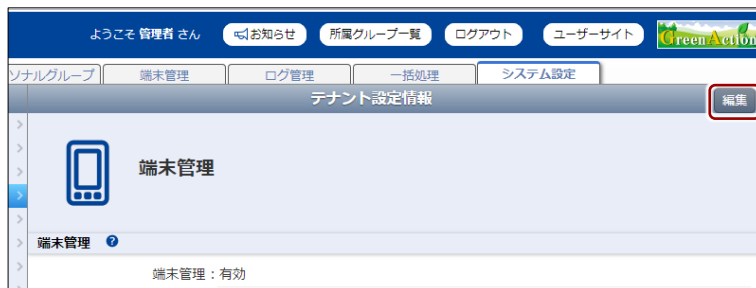 ようこそ 管理者 さん お知らせ 所属グループ一覧 ログアウト ユーザーサイト GreenAction
ソナルグループ 端末管理 ログ管理 一括処理 システム設定
テナント設定情報 編集
端末管理
端末管理 ?
端末管理：有効